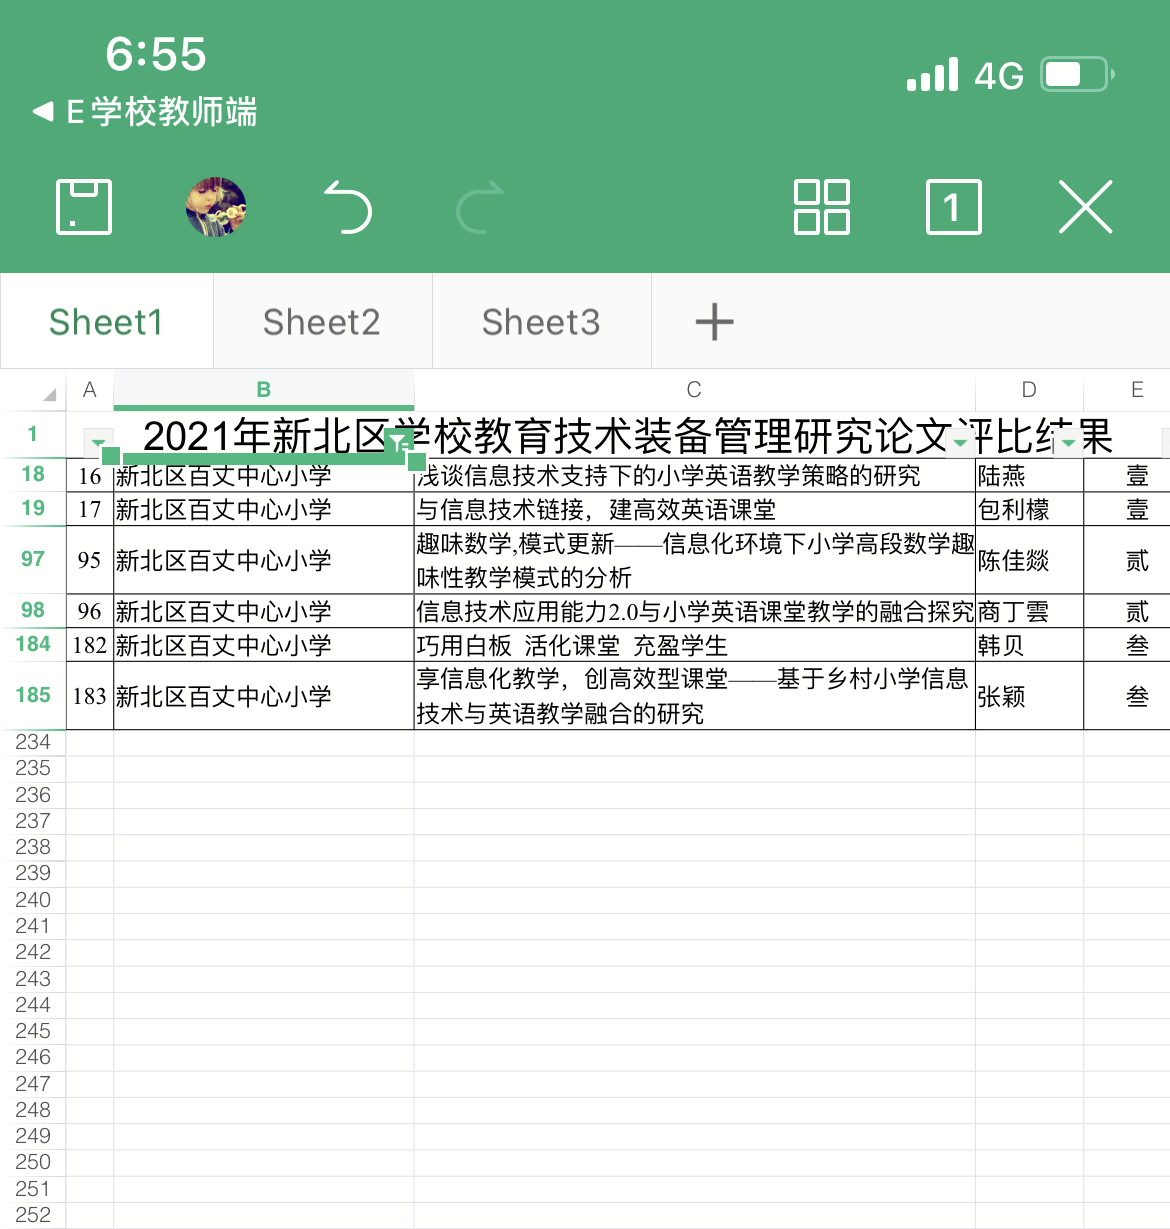 6:55
4G
E学校教师端
1
Sheet1 Sheet2 Sheet3
A B C D E
1 2021年新北区学校教育技术装备管理研究论文评比结果
18 16 新北区百丈中心小学 浅谈信息技术支持下的小学英语教学策略的研究 陆燕 壹
19 17 新北区百丈中心小学 与信息技术链接，建高效英语课堂 包利檬 壹
97 95 新北区百丈中心小学 趣味数学,模式更新——信息化环境下小学高段数学趣
味性教学模式的分析 陈佳燚 贰
98 96 新北区百丈中心小学 信息技术应用能力2.0与小学英语课堂教学的融合探究 商丁雲 贰
184 182 新北区百丈中心小学 巧用白板 活化课堂 充盈学生 韩贝 叁
185 183 新北区百丈中心小学 享信息化教学，创高效型课堂——基于乡村小学信息
技术与英语教学融合的研究 张颖 叁
234
235
236
237
238
239
240
241
242
243
244
245
246
247
248
249
250
251
252